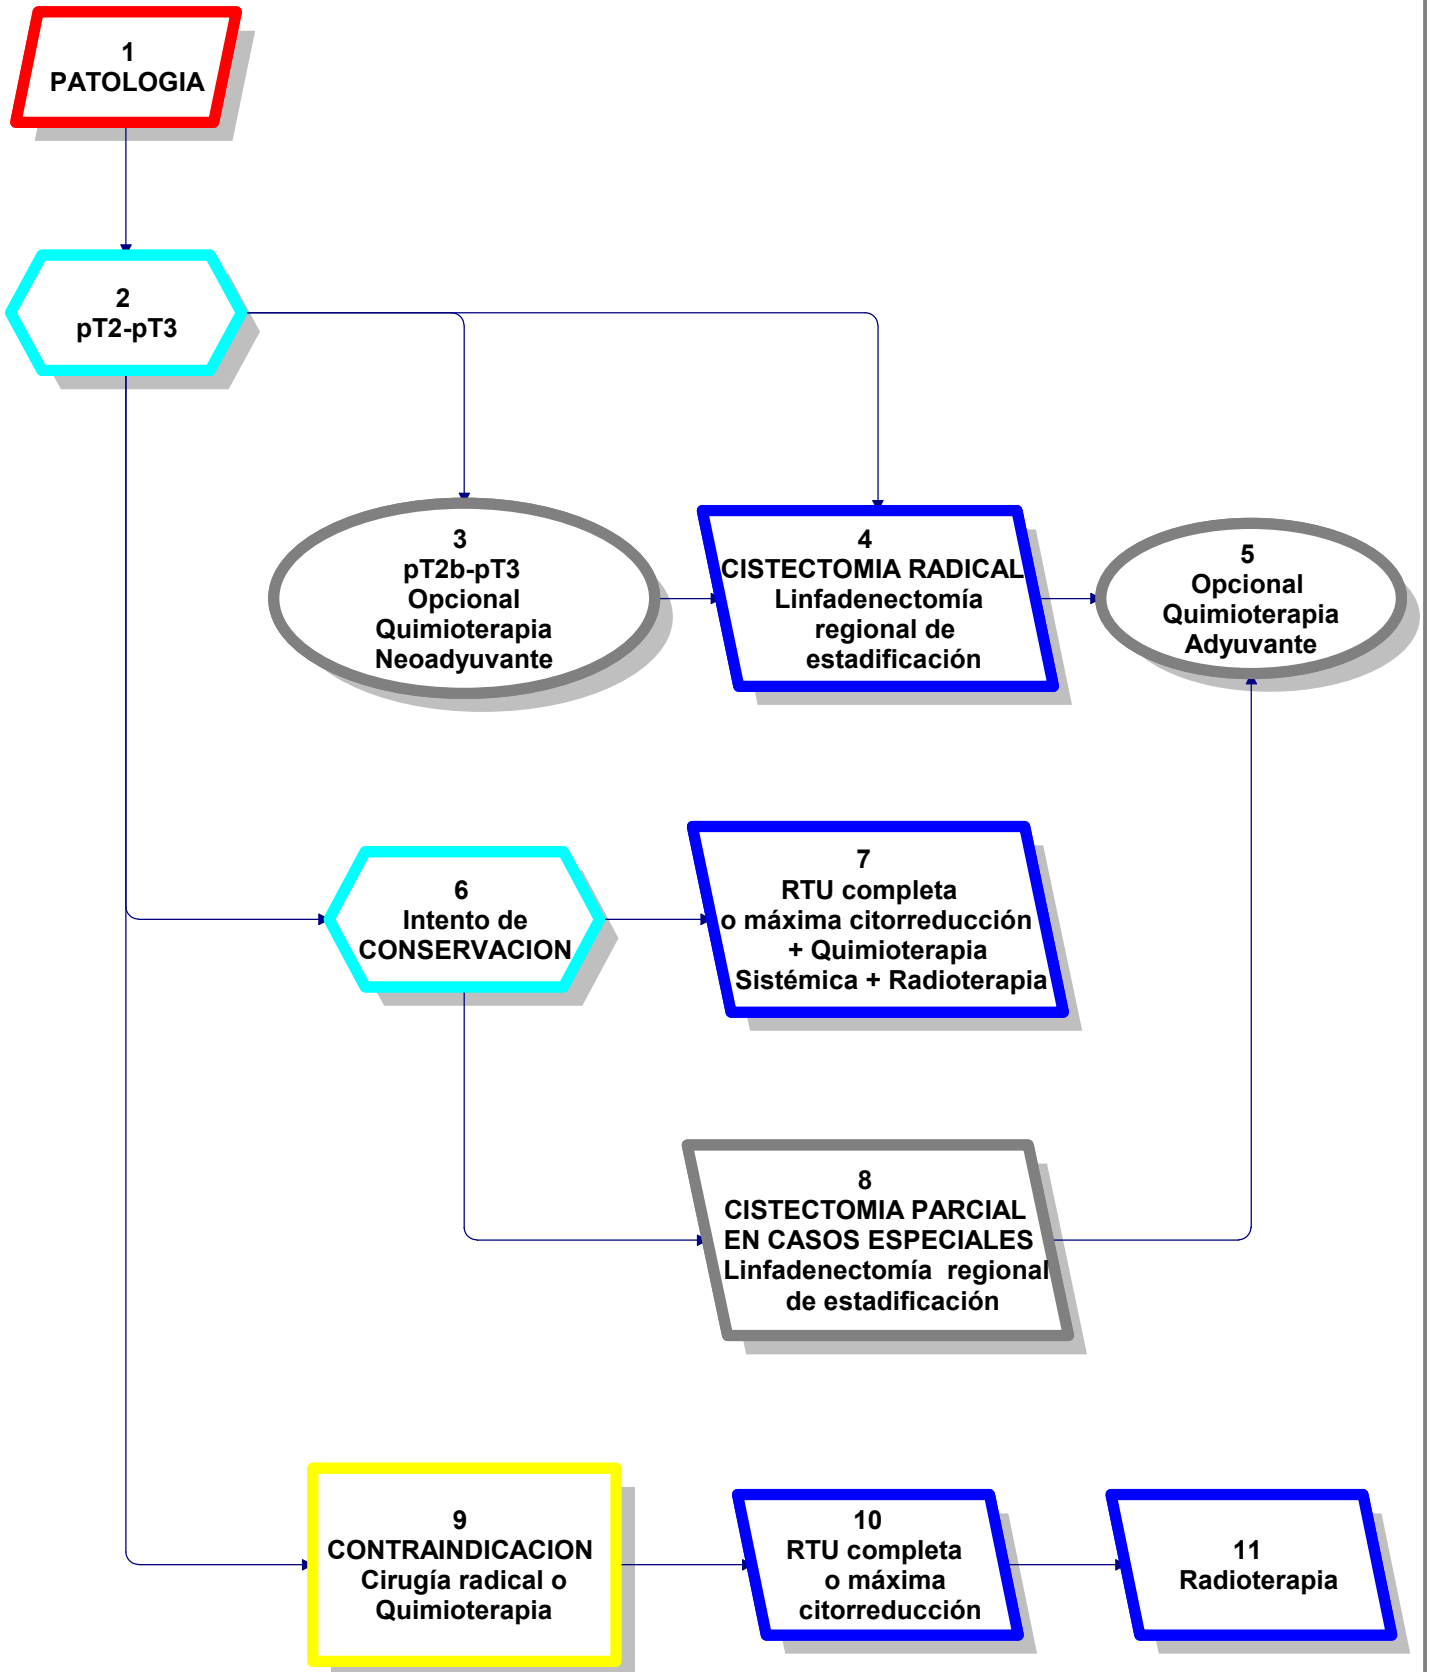 1
PATOLOGIA
2
pT2-pT3
3
pT2b-pT3
Opcional
Quimioterapia
Neoadyuvante
4
CISTECTOMIA RADICAL
Linfadenectomía
regional de
estadificación
5
Opcional
Quimioterapia
Adyuvante
6
Intento de
CONSERVACION
7
RTU completa
o máxima citorreducción
+ Quimioterapia
Sistémica + Radioterapia
8
CISTECTOMIA PARCIAL
EN CASOS ESPECIALES
Linfadenectomía regional
de estadificación
9
CONTRAINDICACION
Cirugía radical o
Quimioterapia
10
RTU completa
o máxima
citorreducción
11
Radioterapia